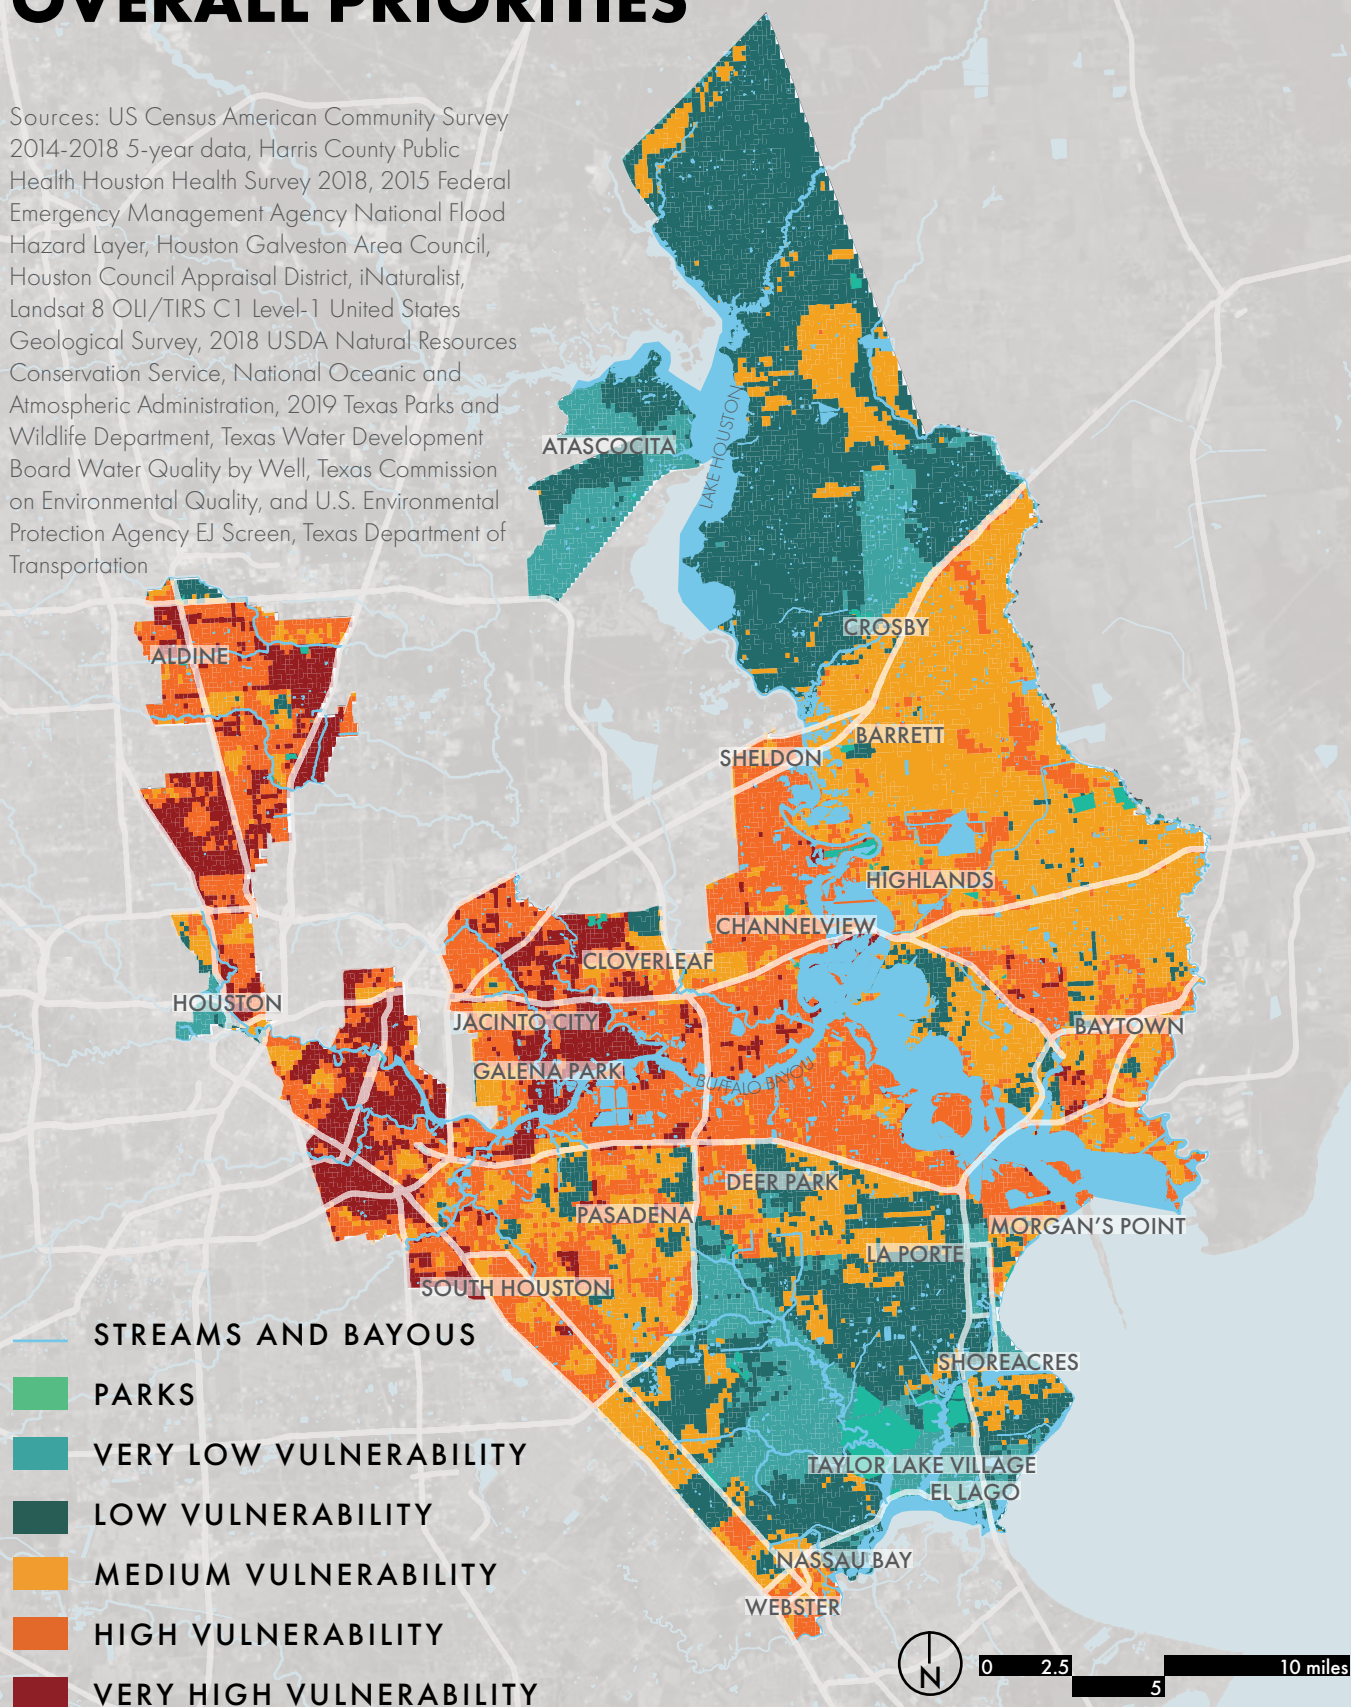 OVERALL PRIORITIES
Sources: US Census American Community Survey
2014-2018 5-year data, Harris County Public
Health Houston Health Survey 2018, 2015 Federal
Emergency Management Agency National Flood
Hazard Layer, Houston Galveston Area Council,
Houston Council Appraisal District, iNaturalist,
Landsat 8 OLI/TIRS C1 Level-1 United States
Geological Survey, 2018 USDA Natural Resources
Conservation Service, National Oceanic and
Atmospheric Administration, 2019 Texas Parks and
Wildlife Department, Texas Water Development
Board Water Quality by Well, Texas Commission
on Environmental Quality, and U.S. Environmental
Protection Agency EJ Screen, Texas Department of
Transportation
ATASCOCITA
LAKE HOUSTON
CROSBY
ALDINE
BARRETT
SHELDON
HIGHLANDS
CHANNELVIEW
CLOVERLEAF
HOUSTON
JACINTO CITY
BAYTOWN
GALENA PARK
BUFFALO BAYOU
DEER PARK
PASADENA
MORGAN'S POINT
LA PORTE
SOUTH HOUSTON
SHOREACRES
TAYLOR LAKE VILLAGE
EL LAGO
NASSAU BAY
WEBSTER
STREAMS AND BAYOUS
PARKS
VERY LOW VULNERABILITY
LOW VULNERABILITY
MEDIUM VULNERABILITY
HIGH VULNERABILITY
VERY HIGH VULNERABILITY
N
0 2.5 10 miles
5